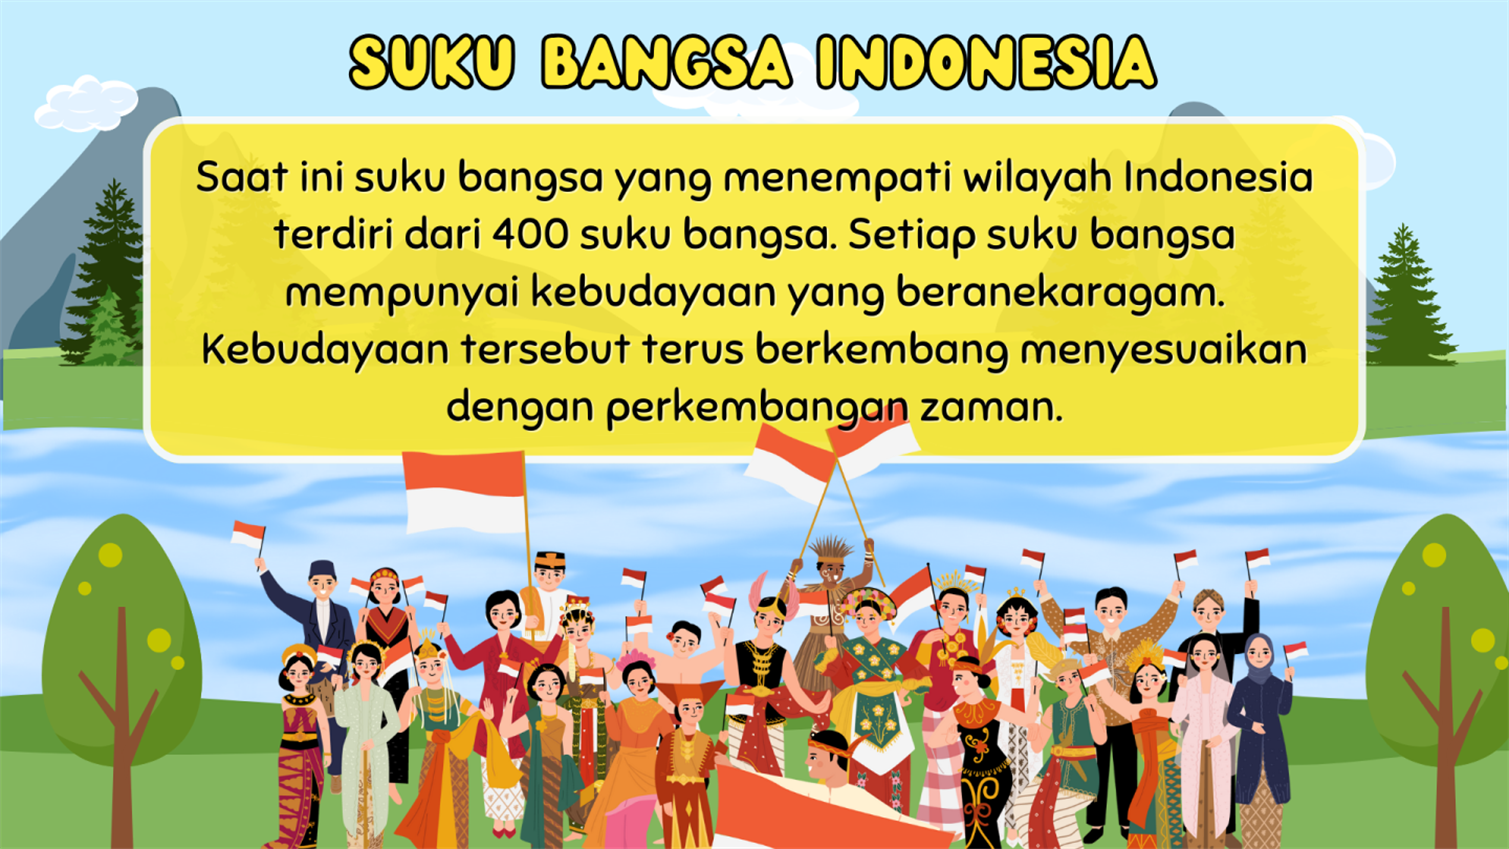 SUKU BANGSA INDONESIA
Saat ini suku bangsa yang menempati wilayah Indonesia
terdiri dari 400 suku bangsa. Setiap suku bangsa
mempunyai kebudayaan yang beranekaragam.
Kebudayaan tersebut terus berkembang menyesuaikan
dengan perkembangan zaman.